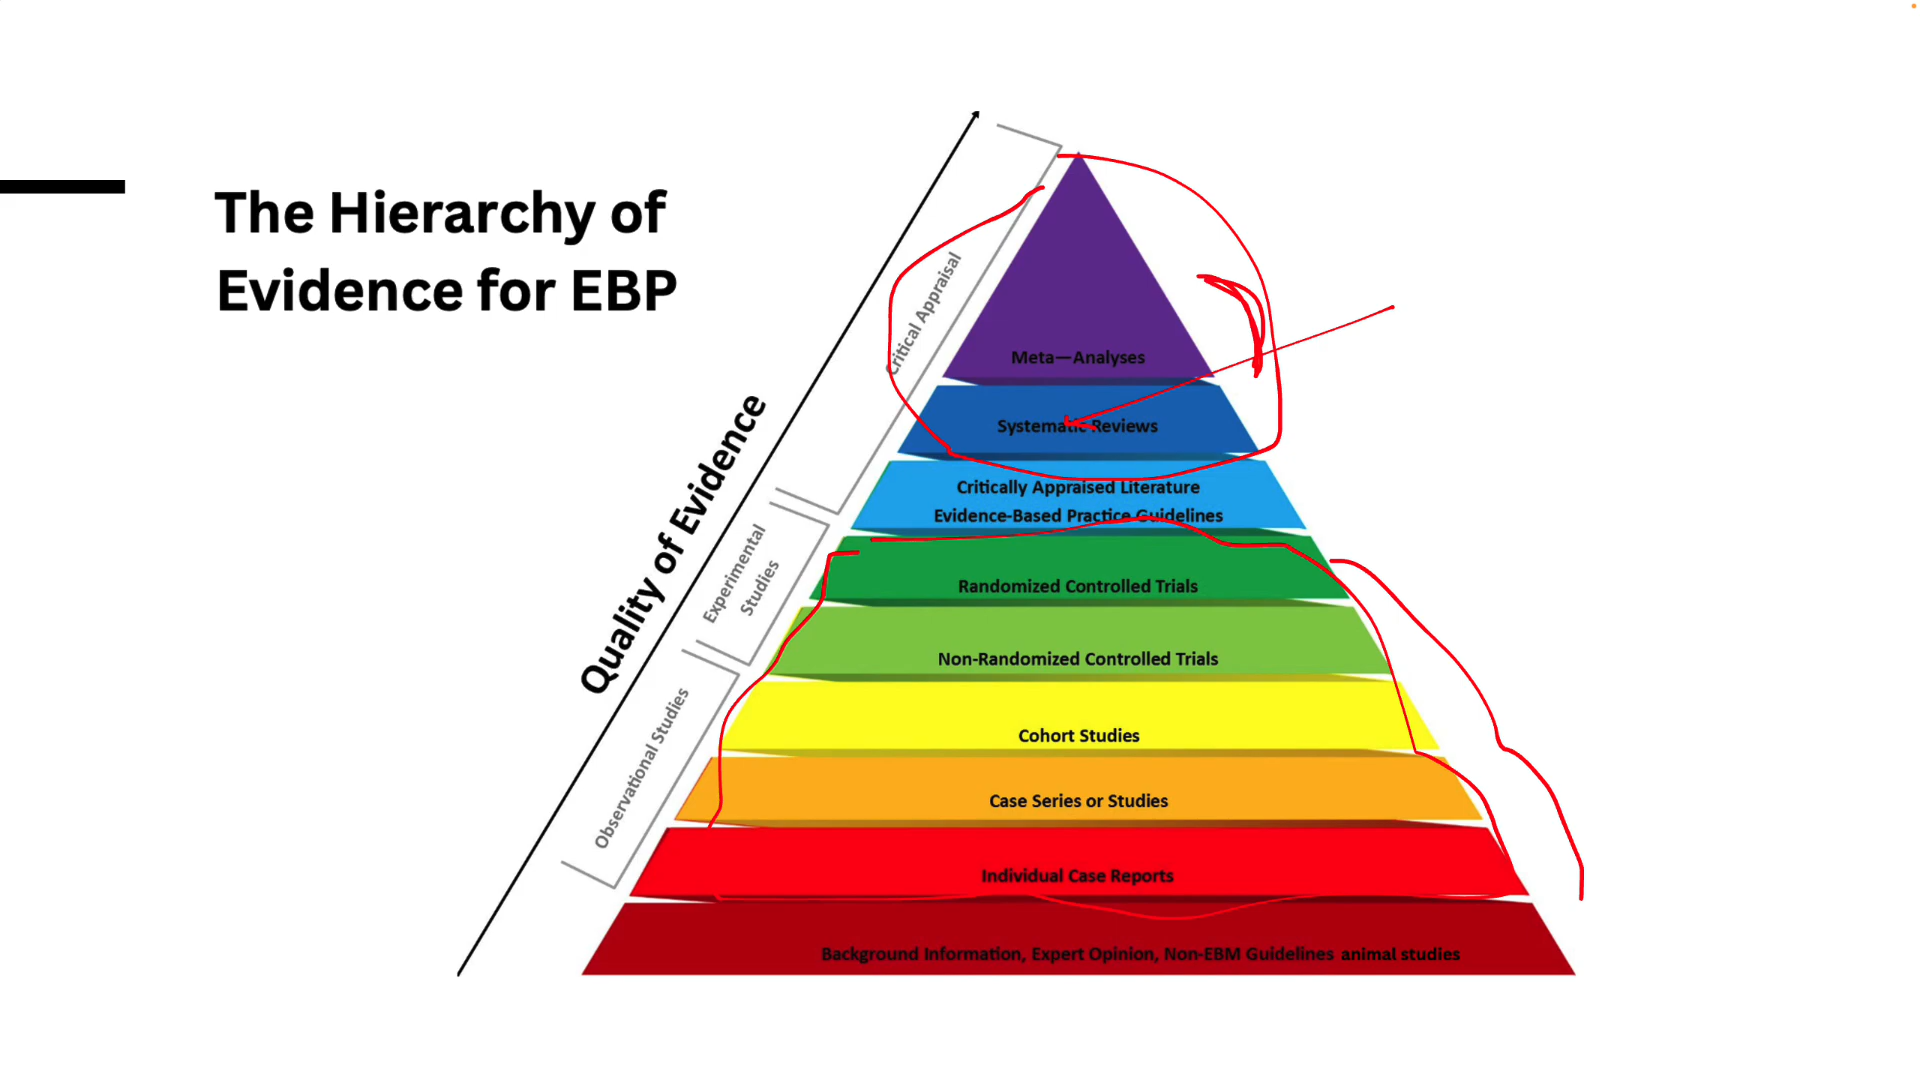 The Hierarchy of
Evidence for EBP
Quality of Evidence
Critical Appraisal
Experimental
Studies
Observational Studies
Meta—Analyses
Systematic Reviews
Critically Appraised Literature
Evidence-Based Practice Guidelines
Randomized Controlled Trials
Non-Randomized Controlled Trials
Cohort Studies
Case Series or Studies
Individual Case Reports
Background Information, Expert Opinion, Non-EBM Guidelines animal studies